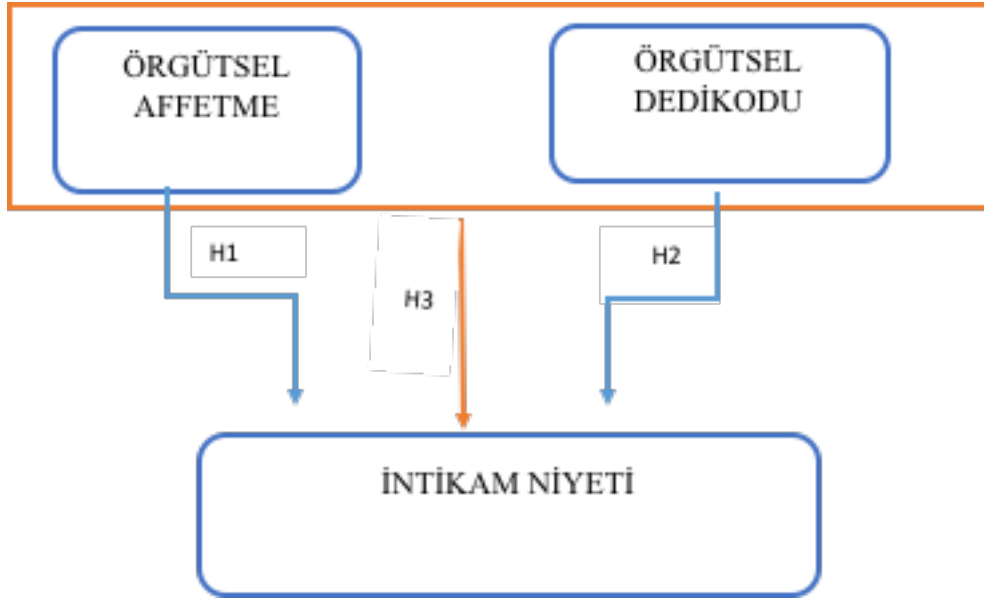 ÖRGÜTSEL
AFFETME
ÖRGÜTSEL
DEDİKODU
H1
H3
H2
İNTİKAM NİYETİ